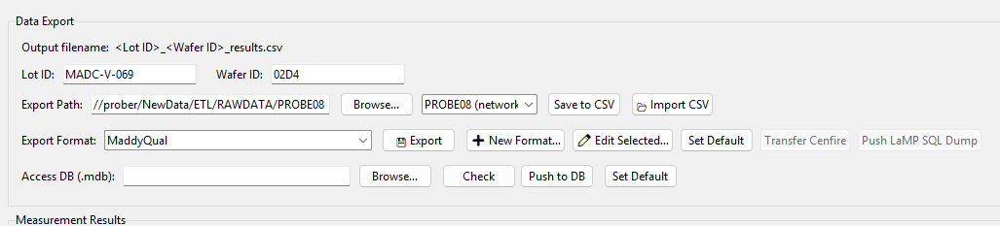 Data Export
Output filename: <Lot ID>_<Wafer ID>_results.csv
Lot ID: MADC-V-069 Wafer ID: 02D4
Export Path: //prober/NewData/ETL/RAWDATA/PROBE08 Browse... PROBE08 (network Save to CSV Import CSV
Export Format: MaddyQual Export New Format... Edit Selected... Set Default Transfer Cenfire Push LaMP SQL Dump
Access DB (.mdb): Browse... Check Push to DB Set Default
Measurement Results